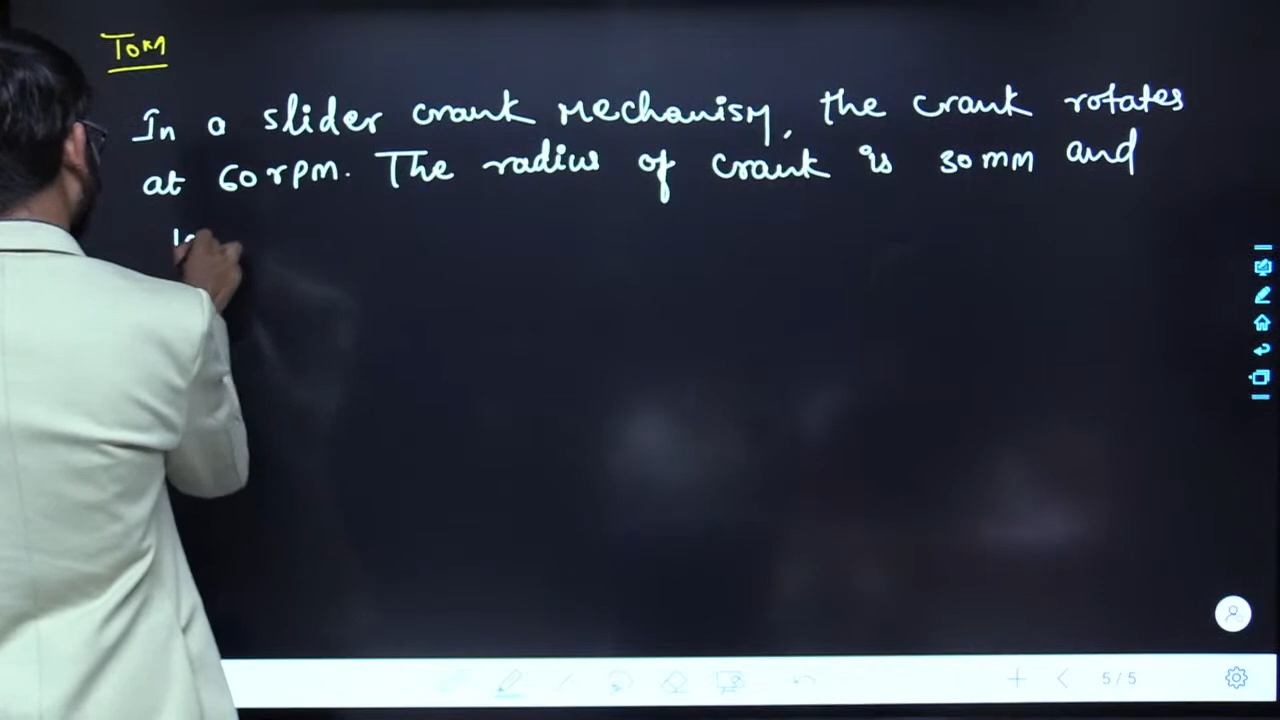 TOM
In a slider crank Mechanism, the crank rotates
at 60 rpm. The radius of crank is 30 mm and
5/5